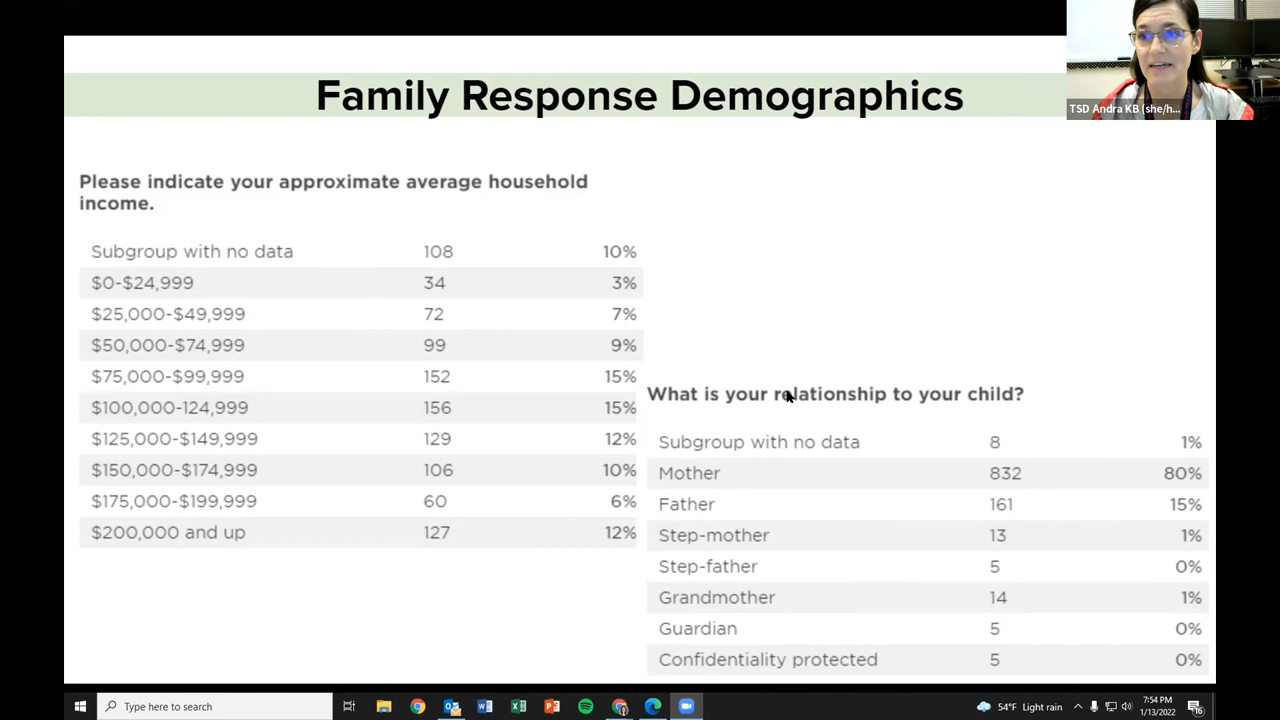 Family Response Demographics
TSD Andra KB (she/h...
Please indicate your approximate average household
income.
Subgroup with no data 108 10%
$0-$24,999 34 3%
$25,000-$49,999 72 7%
$50,000-$74,999 99 9%
$75,000-$99,999 152 15%
$100,000-124,999 156 15%
$125,000-$149,999 129 12%
$150,000-$174,999 106 10%
$175,000-$199,999 60 6%
$200,000 and up 127 12%
What is your relationship to your child?
Subgroup with no data 8 1%
Mother 832 80%
Father 161 15%
Step-mother 13 1%
Step-father 5 0%
Grandmother 14 1%
Guardian 5 0%
Confidentiality protected 5 0%
Type here to search
54°F Light rain
7:54 PM
1/13/2022
16